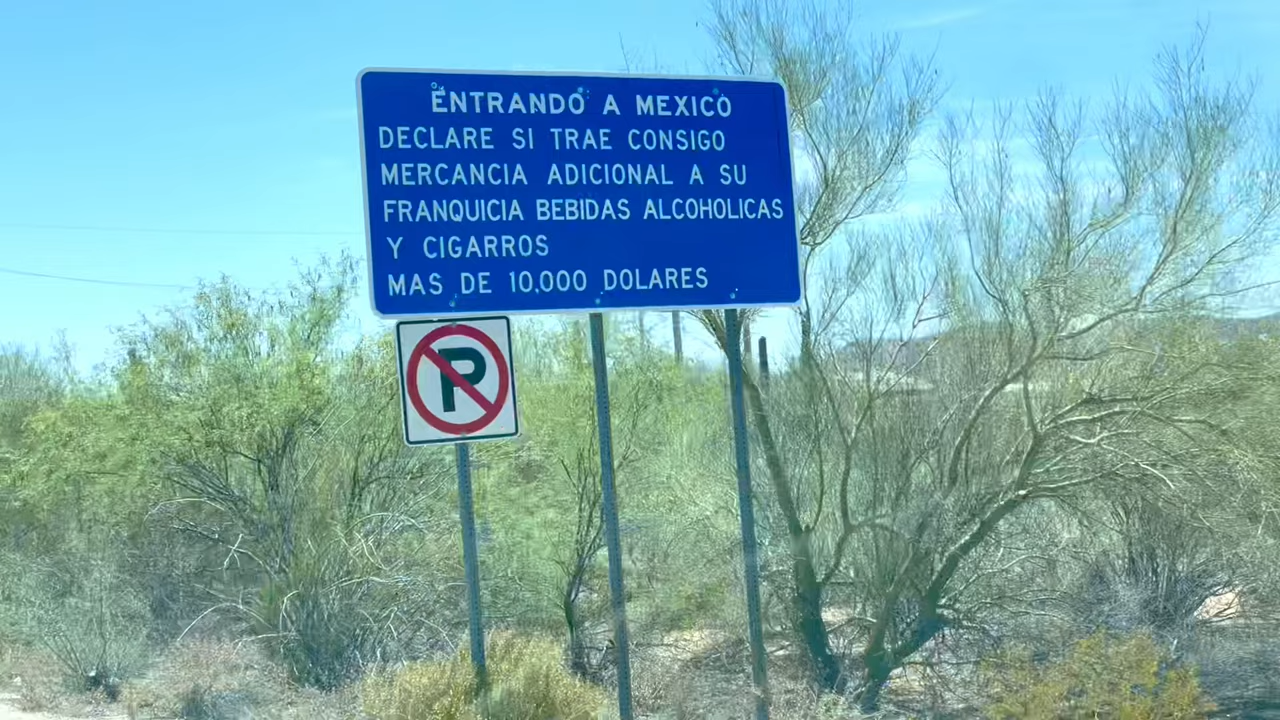 ENTRANDO A MEXICO
DECLARE SI TRAE CONSIGO
MERCANCIA ADICIONAL A SU
FRANQUICIA BEBIDAS ALCOHOLICAS
Y CIGARROS
MAS DE 10,000 DOLARES
P